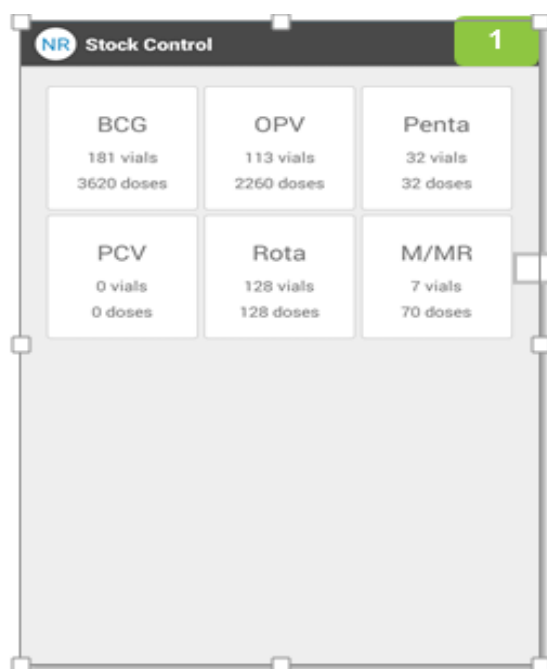 NR Stock Control 1
BCG OPV Penta
181 vials 113 vials 32 vials
3620 doses 2260 doses 32 doses
PCV Rota M/MR
0 vials 128 vials 7 vials
0 doses 128 doses 70 doses